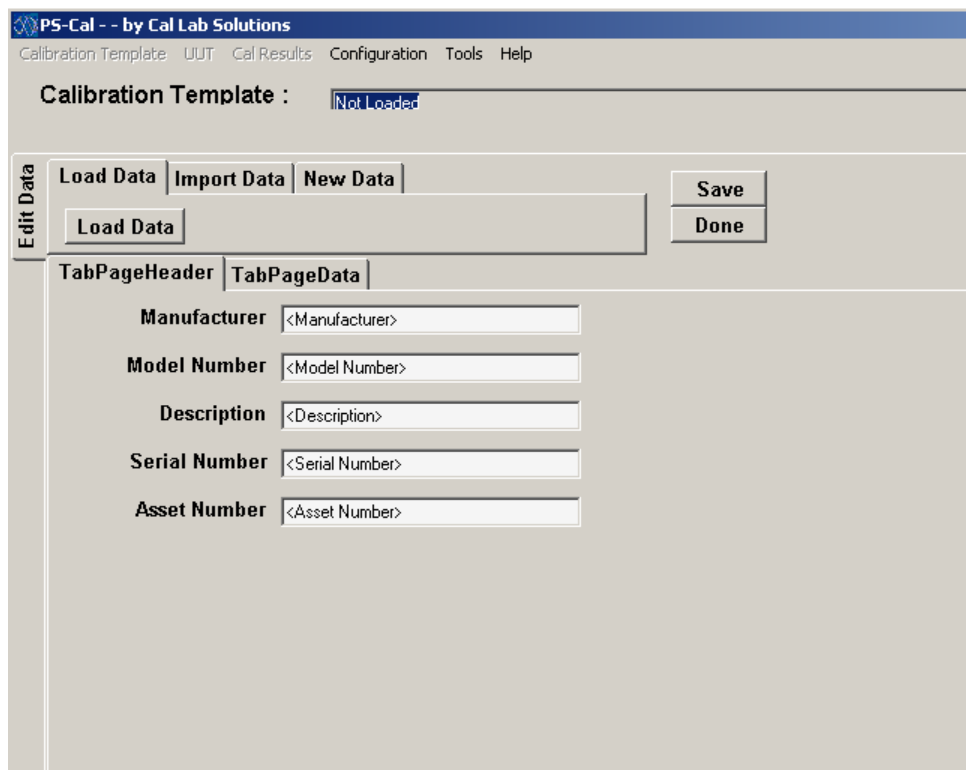 PS-Cal - - by Cal Lab Solutions
Calibration Template UUT Cal Results Configuration Tools Help
Calibration Template : Not Loaded
Edit Data
Load Data Import Data New Data
Load Data
Save
Done
TabPageHeader TabPageData
Manufacturer <Manufacturer>
Model Number <Model Number>
Description <Description>
Serial Number <Serial Number>
Asset Number <Asset Number>